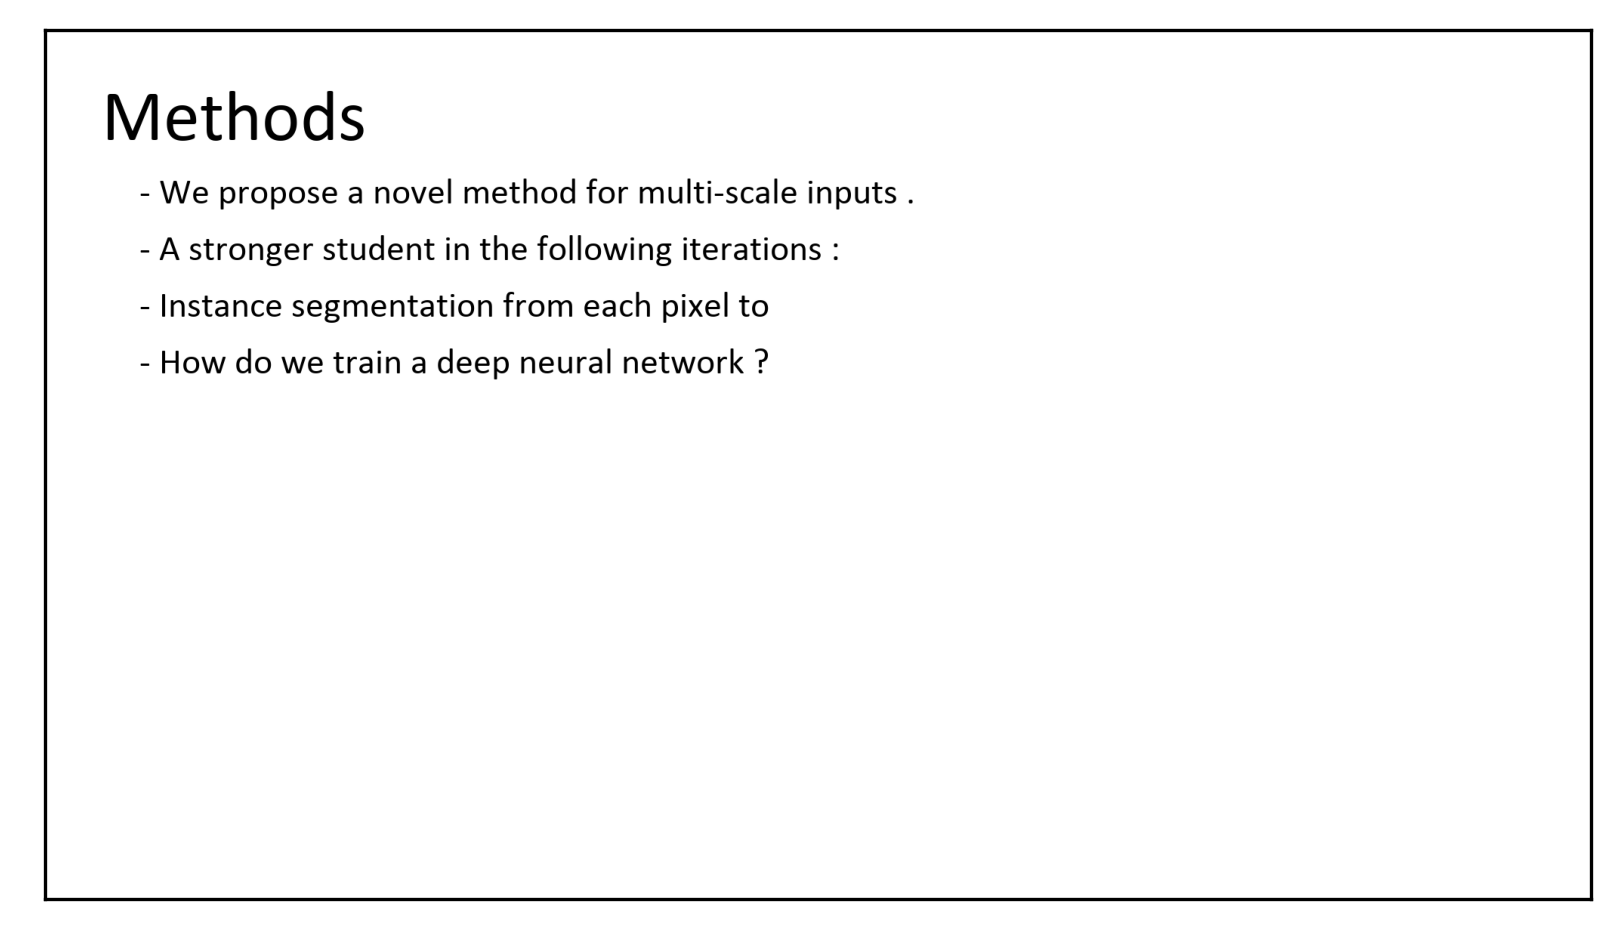 Methods
- We propose a novel method for multi-scale inputs .
- A stronger student in the following iterations :
- Instance segmentation from each pixel to
- How do we train a deep neural network ?